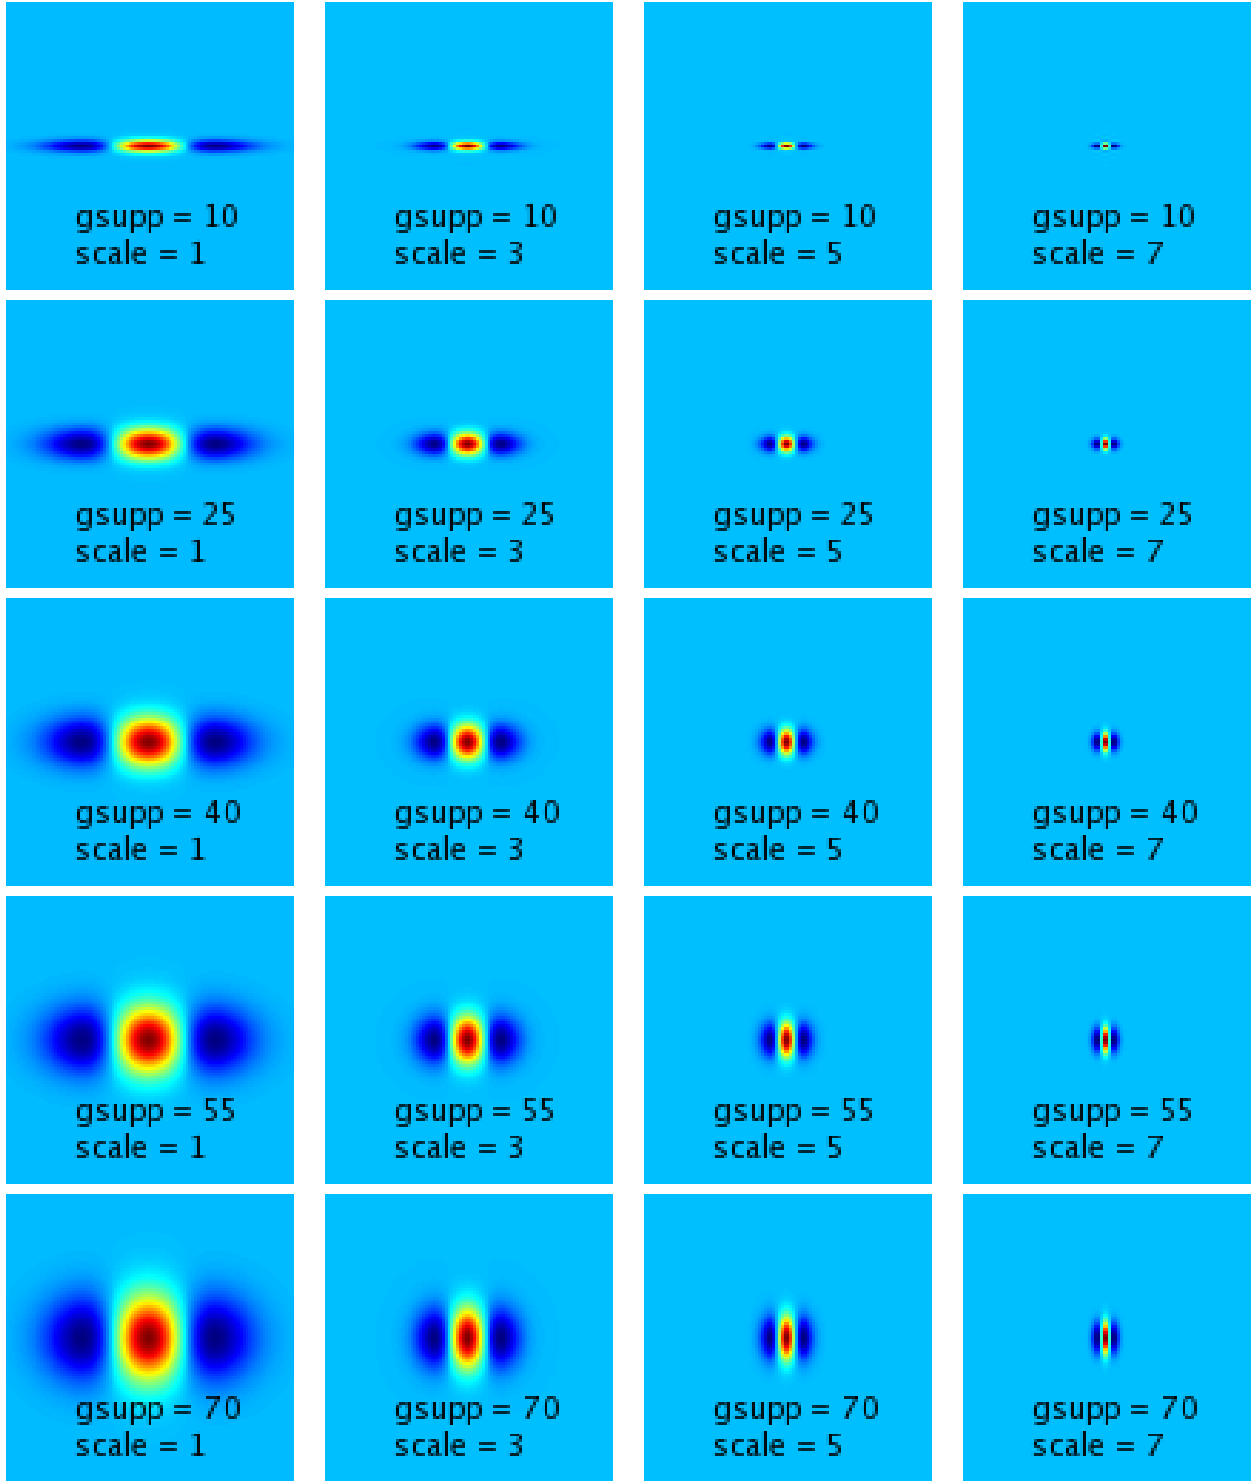 gsupp = 10
scale = 1
gsupp = 10
scale = 3
gsupp = 10
scale = 5
gsupp = 10
scale = 7
gsupp = 25
scale = 1
gsupp = 25
scale = 3
gsupp = 25
scale = 5
gsupp = 25
scale = 7
gsupp = 40
scale = 1
gsupp = 40
scale = 3
gsupp = 40
scale = 5
gsupp = 40
scale = 7
gsupp = 55
scale = 1
gsupp = 55
scale = 3
gsupp = 55
scale = 5
gsupp = 55
scale = 7
gsupp = 70
scale = 1
gsupp = 70
scale = 3
gsupp = 70
scale = 5
gsupp = 70
scale = 7